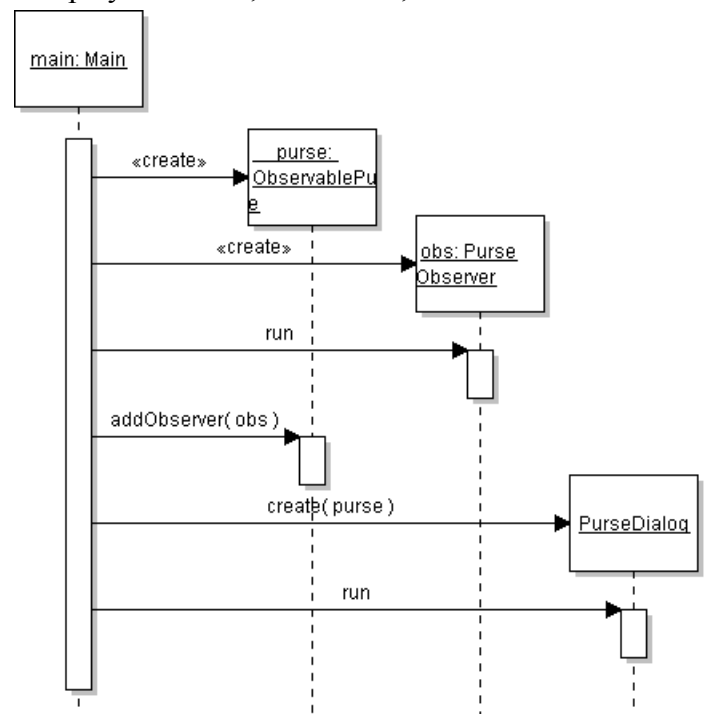 main: Main
«create»
purse:
ObservablePu
e
«create»
obs: Purse
Observer
run
addObserver( obs )
create( purse )
PurseDialog
run